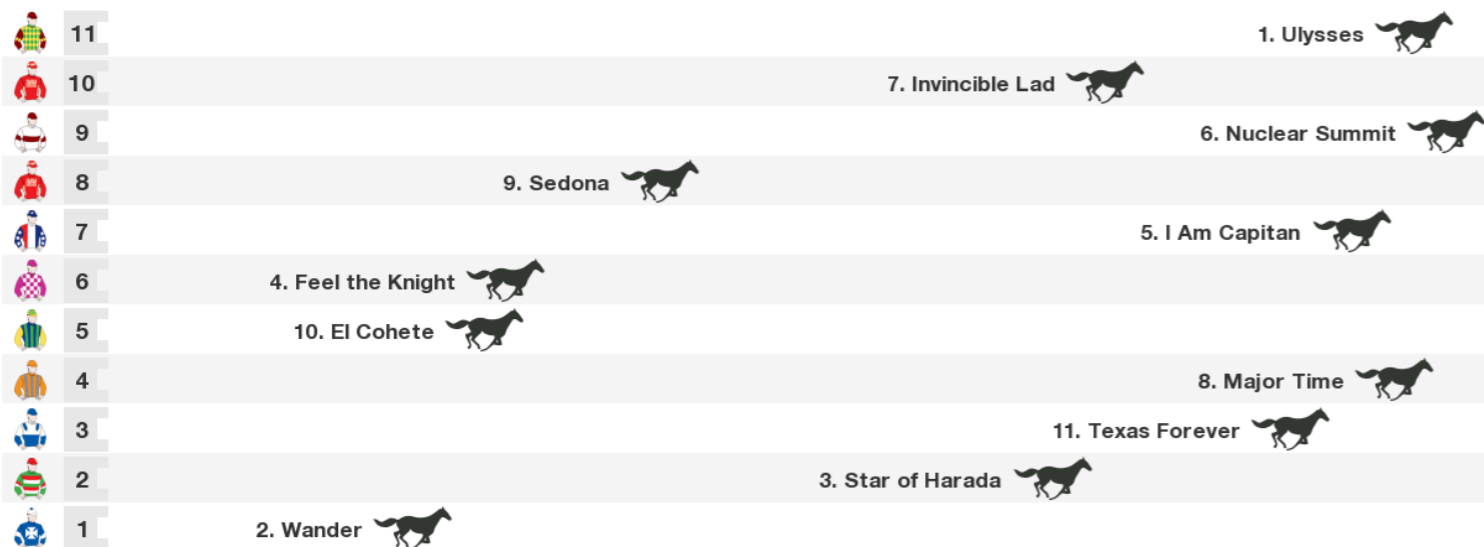 11 1. Ulysses
10 7. Invincible Lad
9 6. Nuclear Summit
8 9. Sedona
7 5. I Am Capitan
6 4. Feel the Knight
5 10. El Cohete
4 8. Major Time
3 11. Texas Forever
2 3. Star of Harada
1 2. Wander